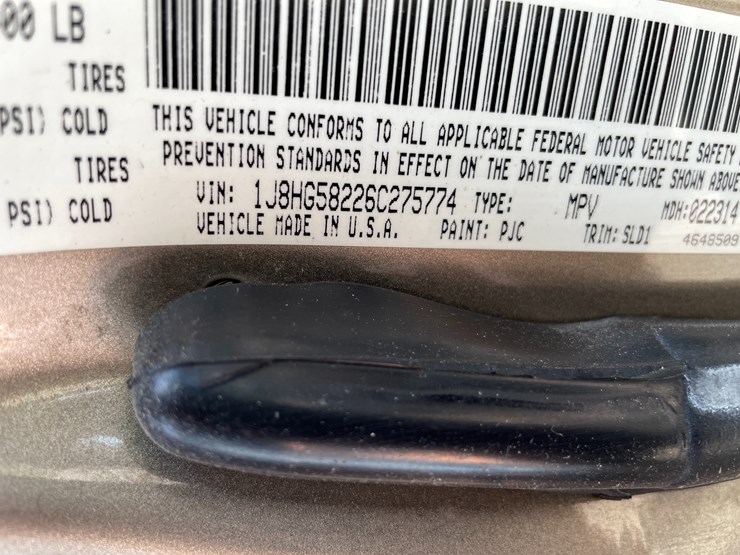 00 LB
TIRES
PSI) COLD
TIRES
PSI) COLD
THIS VEHICLE CONFORMS TO ALL APPLICABLE FEDERAL MOTOR VEHICLE SAFETY
PREVENTION STANDARDS IN EFFECT ON THE DATE OF MANUFACTURE SHOWN ABOVE
VIN: 1J8HG58226C275774 TYPE: MPV MDH:022314
VEHICLE MADE IN U.S.A. PAINT: PJC TRIM: SLD1 4648509